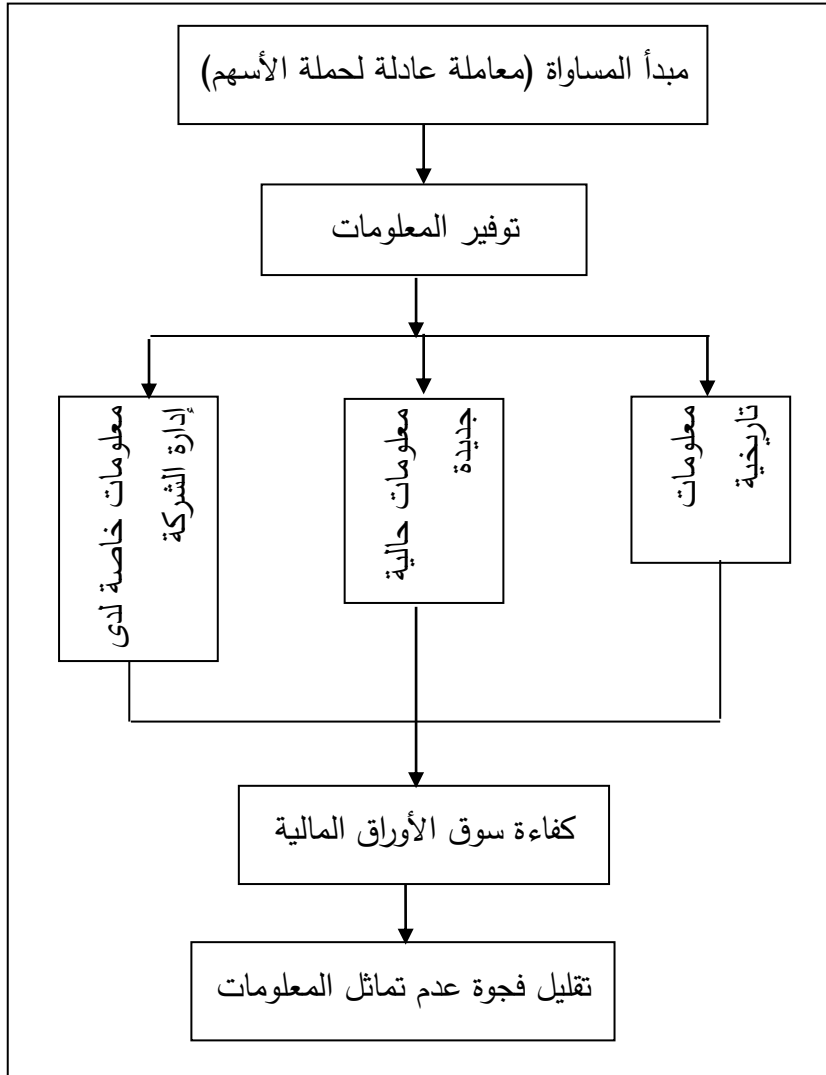 مبدأ المساواة (معاملة عادلة لحملة الأسهم)
توفير المعلومات
معلومات
تاريخية
معلومات حالية
جديدة
معلومات خاصة لدى
إدارة الشركة
كفاءة سوق الأوراق المالية
تقليل فجوة عدم تماثل المعلومات